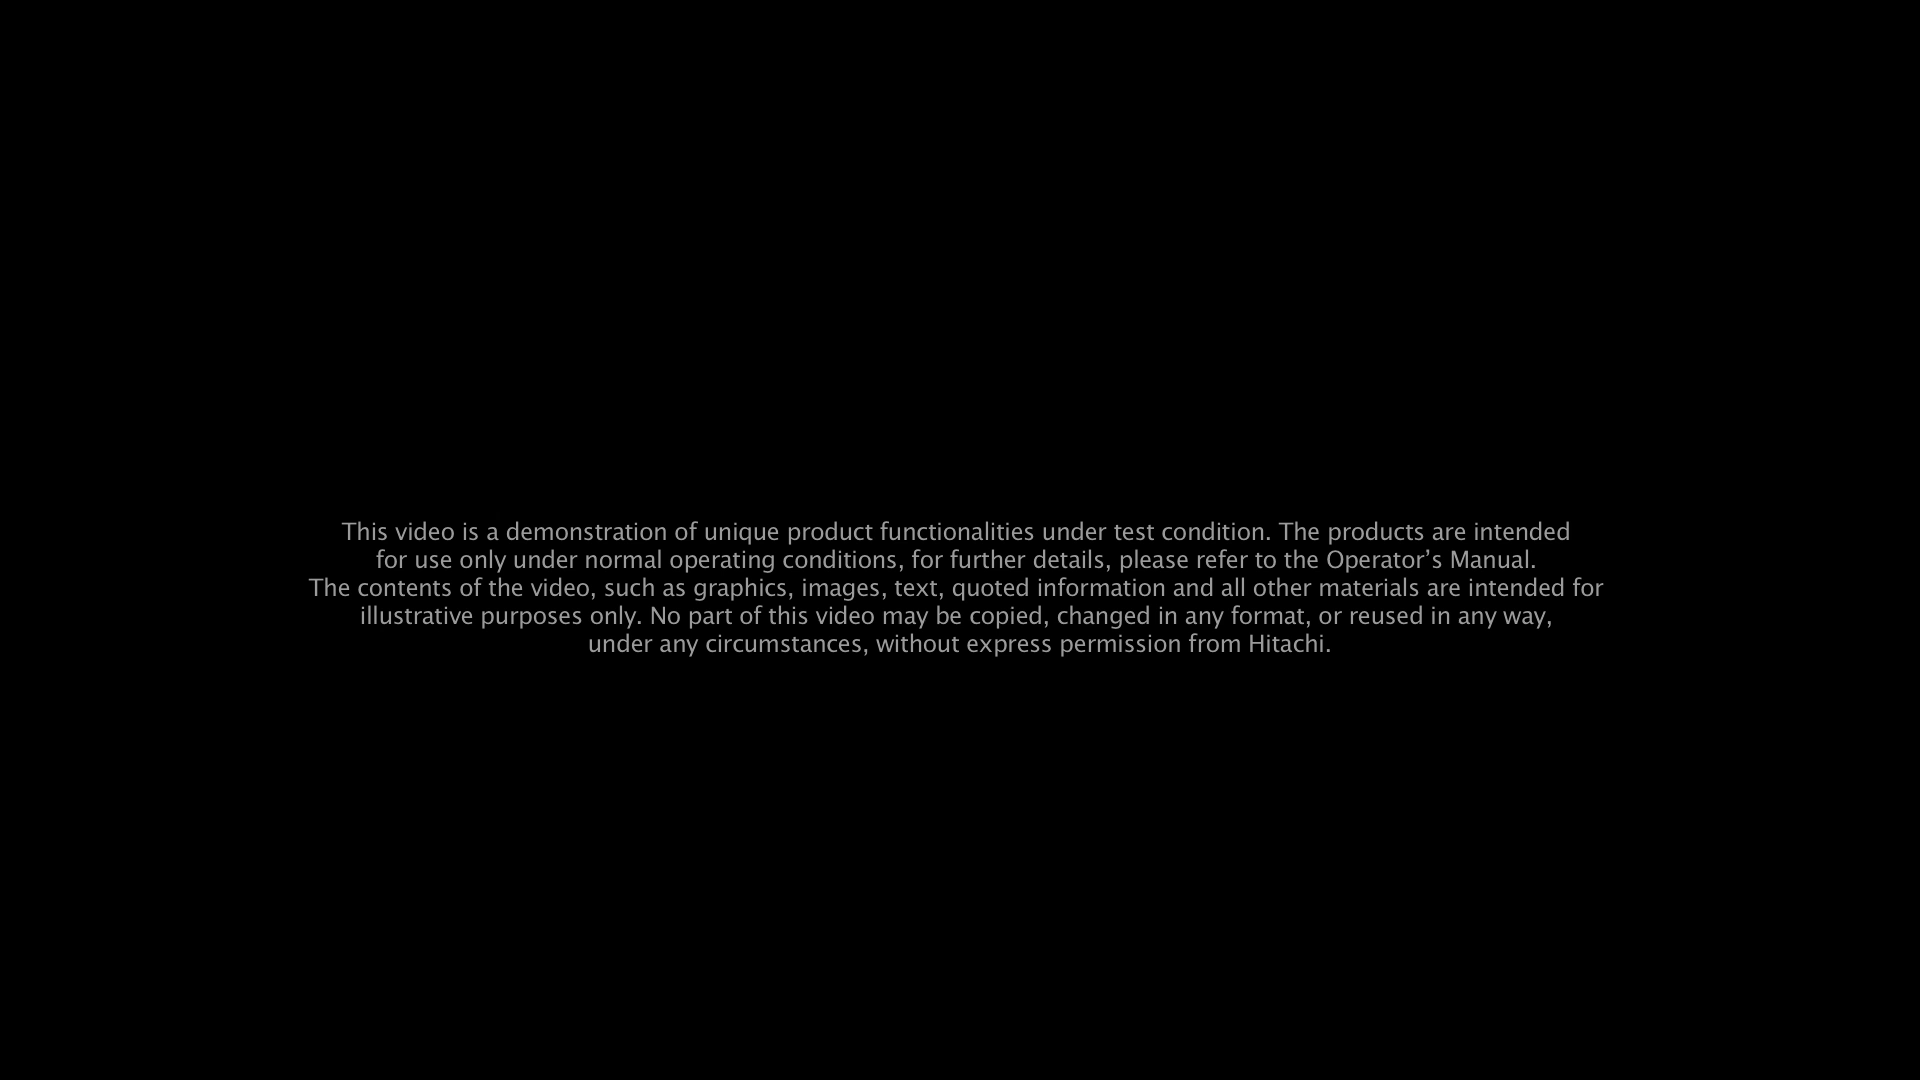 This video is a demonstration of unique product functionalities under test condition. The products are intended
for use only under normal operating conditions, for further details, please refer to the Operator’s Manual.
The contents of the video, such as graphics, images, text, quoted information and all other materials are intended for
illustrative purposes only. No part of this video may be copied, changed in any format, or reused in any way,
under any circumstances, without express permission from Hitachi.